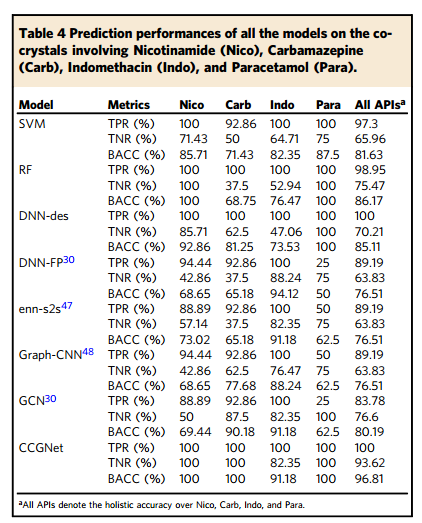 Table 4 Prediction performances of all the models on the co-
crystals involving Nicotinamide (Nico), Carbamazepine
(Carb), Indomethacin (Indo), and Paracetamol (Para).
Model Metrics Nico Carb Indo Para All APIsᵃ
SVM TPR (%) 100 92.86 100 100 97.3
TNR (%) 71.43 50 64.71 75 65.96
BACC (%) 85.71 71.43 82.35 87.5 81.63
RF TPR (%) 100 100 100 100 98.95
TNR (%) 100 37.5 52.94 100 75.47
BACC (%) 100 68.75 76.47 100 86.17
DNN-des TPR (%) 100 100 100 100 100
TNR (%) 85.71 62.5 47.06 100 70.21
BACC (%) 92.86 81.25 73.53 100 85.11
DNN-FP³⁰ TPR (%) 94.44 92.86 100 25 89.19
TNR (%) 42.86 37.5 88.24 75 63.83
BACC (%) 68.65 65.18 94.12 50 76.51
enn-s2s⁴⁷ TPR (%) 88.89 92.86 100 50 89.19
TNR (%) 57.14 37.5 82.35 75 63.83
BACC (%) 73.02 65.18 91.18 62.5 76.51
Graph-CNN⁴⁸ TPR (%) 94.44 92.86 100 50 89.19
TNR (%) 42.86 62.5 76.47 75 63.83
BACC (%) 68.65 77.68 88.24 62.5 76.51
GCN³⁰ TPR (%) 88.89 92.86 100 25 83.78
TNR (%) 50 87.5 82.35 100 76.6
BACC (%) 69.44 90.18 91.18 62.5 80.19
CCGNet TPR (%) 100 100 100 100 100
TNR (%) 100 100 82.35 100 93.62
BACC (%) 100 100 91.18 100 96.81
ᵃAll APIs denote the holistic accuracy over Nico, Carb, Indo, and Para.